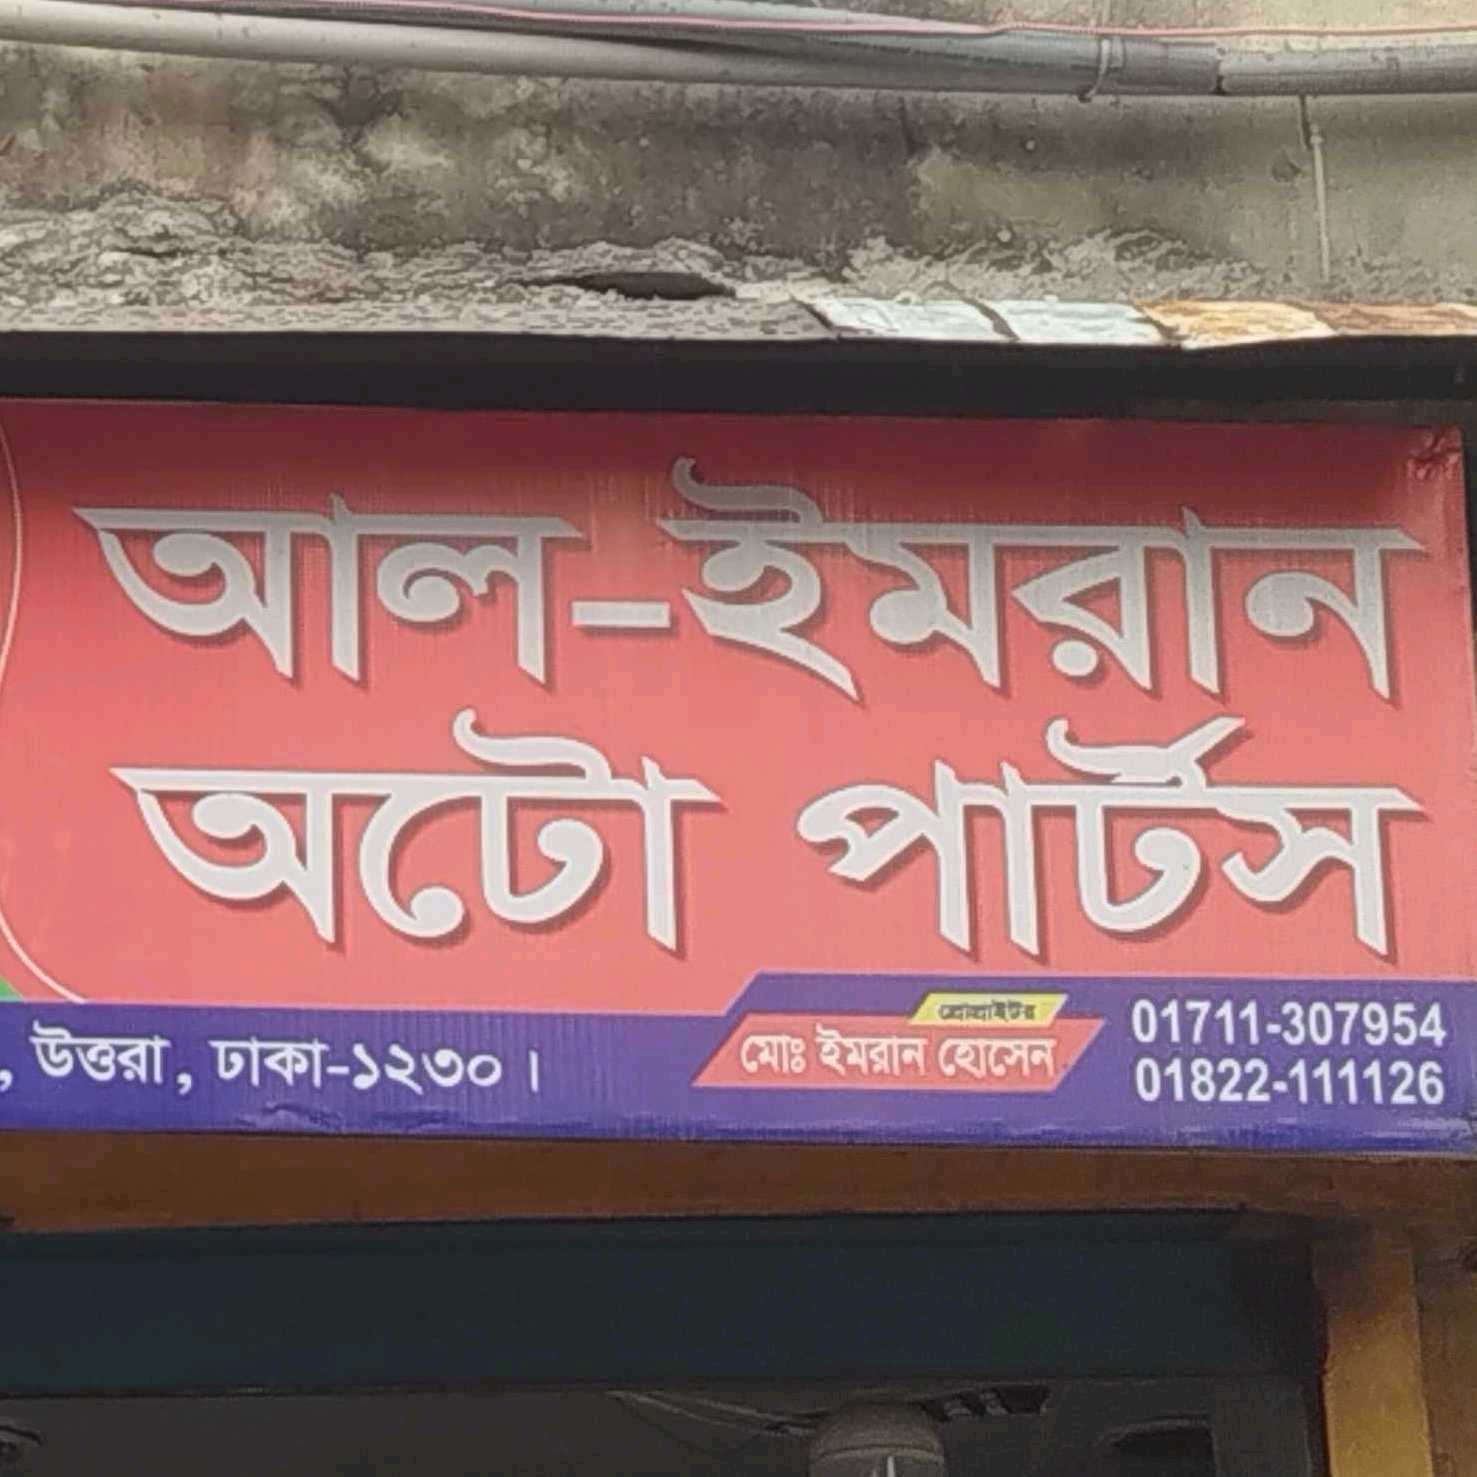 আল-ইমরান
অটো পার্টস
, উত্তরা, ঢাকা-১২৩০।
প্রোপ্রাইটর
মোঃ ইমরান হোসেন
01711-307954
01822-111126